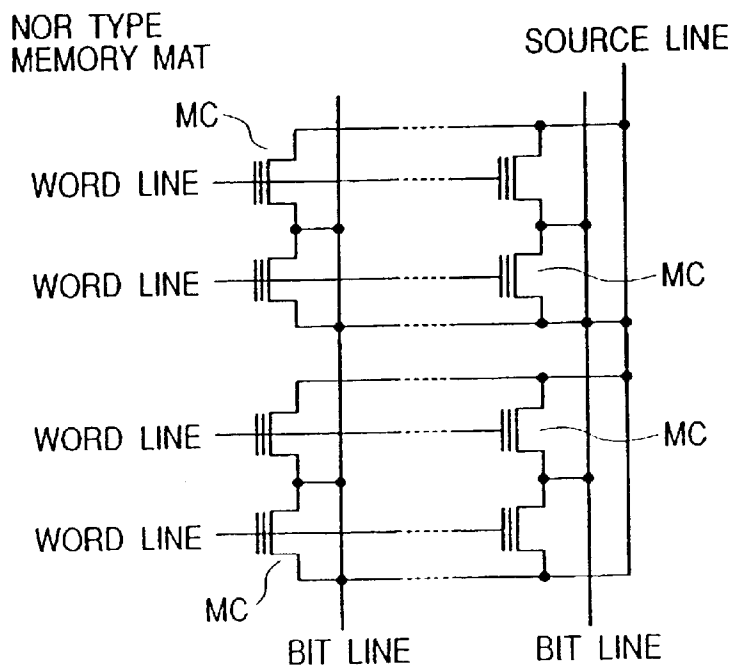 NOR TYPE
MEMORY MAT
SOURCE LINE
MC
WORD LINE
WORD LINE
MC
WORD LINE
MC
WORD LINE
MC
BIT LINE
BIT LINE